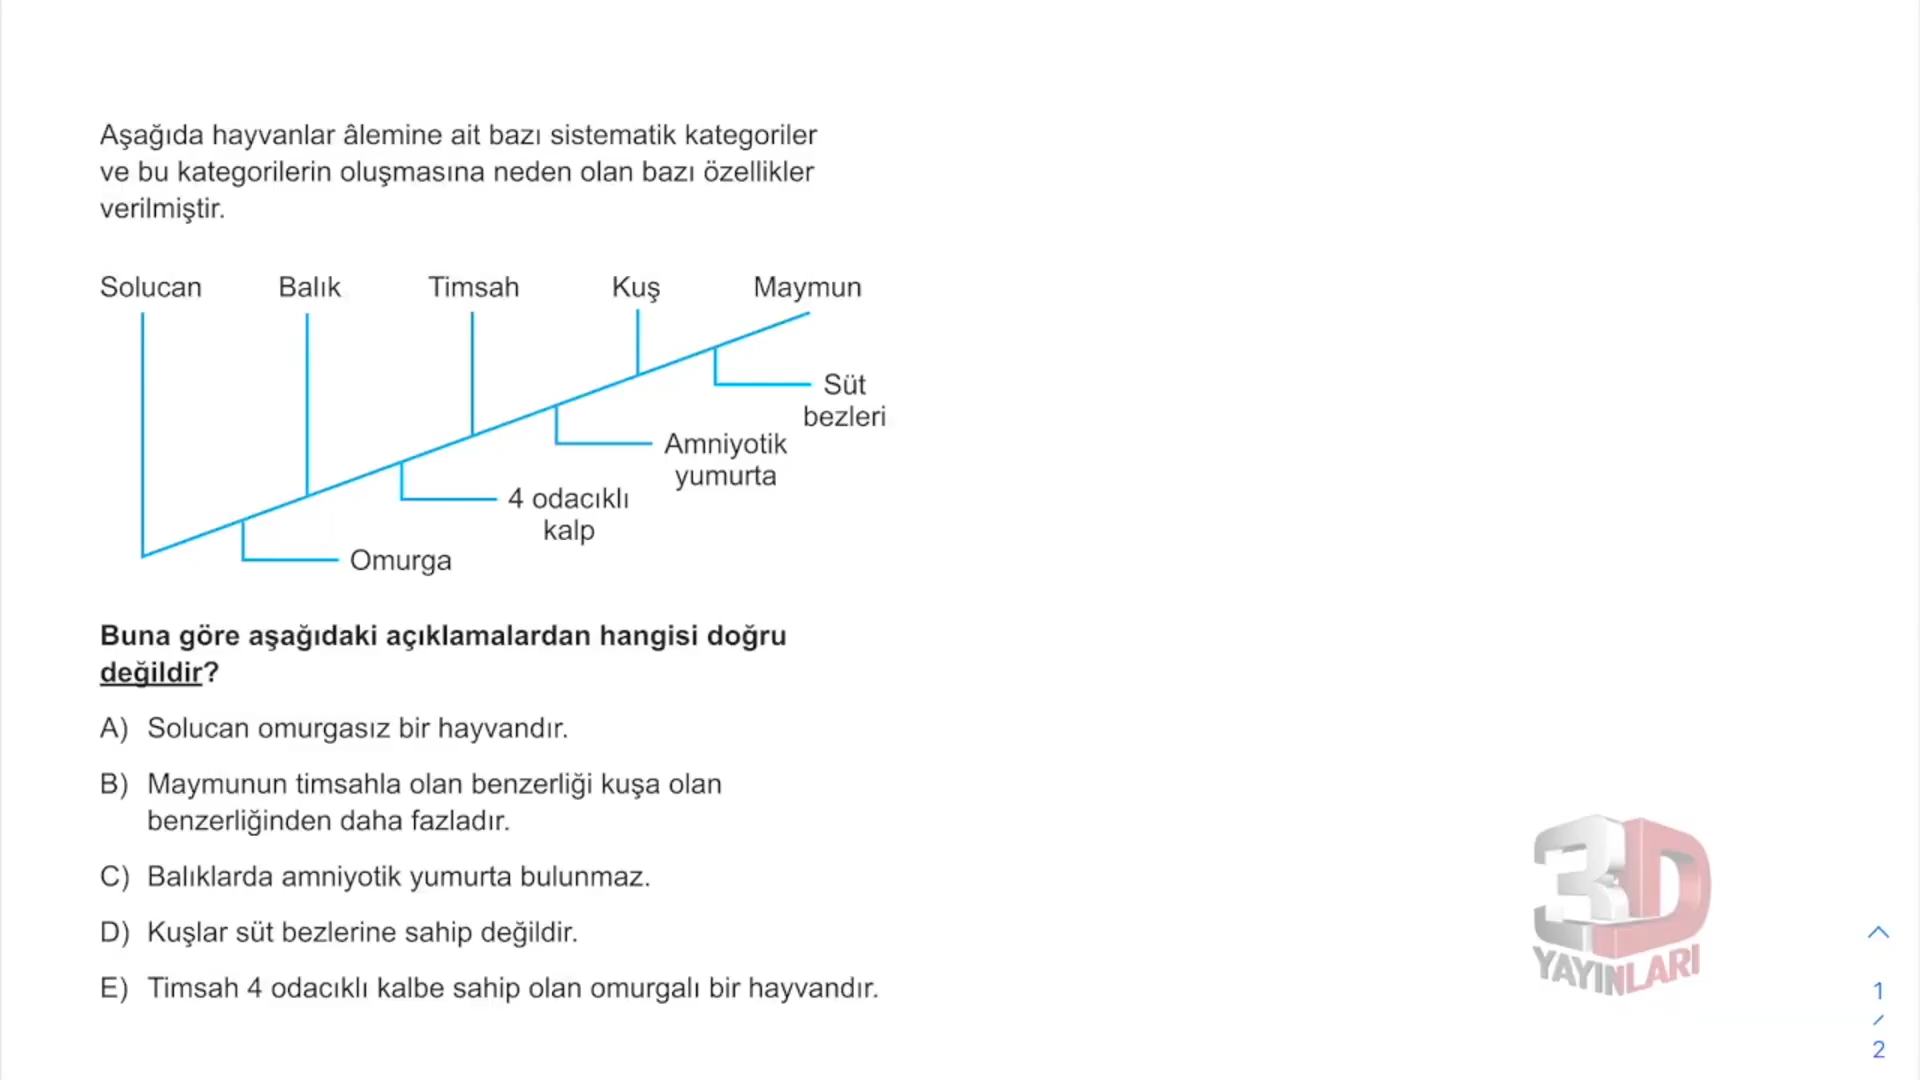 Aşağıda hayvanlar âlemine ait bazı sistematik kategoriler
ve bu kategorilerin oluşmasına neden olan bazı özellikler
verilmiştir.
Solucan Balık Timsah Kuş Maymun
Süt
bezleri
Amniyotik
yumurta
4 odacıklı
kalp
Omurga
Buna göre aşağıdaki açıklamalardan hangisi doğru
değildir?
A) Solucan omurgasız bir hayvandır.
B) Maymunun timsahla olan benzerliği kuşa olan
benzerliğinden daha fazladır.
C) Balıklarda amniyotik yumurta bulunmaz.
D) Kuşlar süt bezlerine sahip değildir.
E) Timsah 4 odacıklı kalbe sahip olan omurgalı bir hayvandır.
3D
YAYINLARI
1
/
2